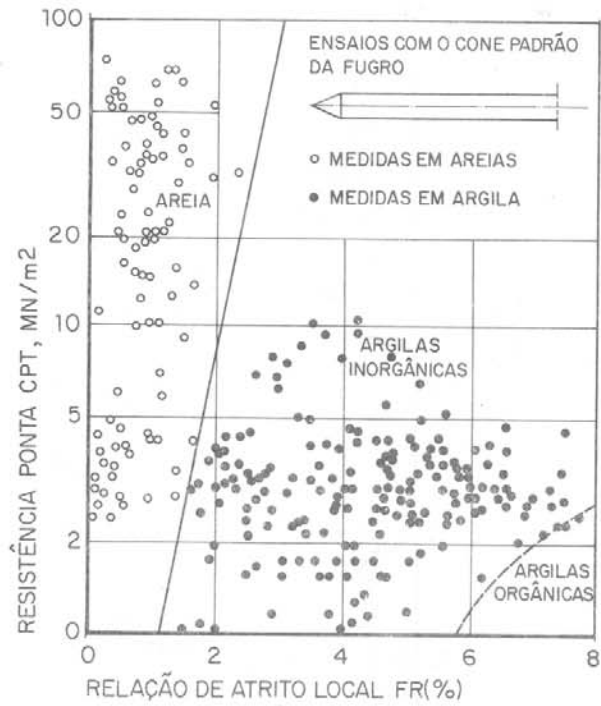 ENSAIOS COM O CONE PADRÃO
DA FUGRO
MEDIDAS EM AREIAS
MEDIDAS EM ARGILA
AREIA
ARGILAS
INORGÂNICAS
ARGILAS
ORGÂNICAS
RESISTÊNCIA PONTA CPT, MN/m2
100
50
20
10
5
2
0
0
2
4
6
8
RELAÇÃO DE ATRITO LOCAL FR(%)